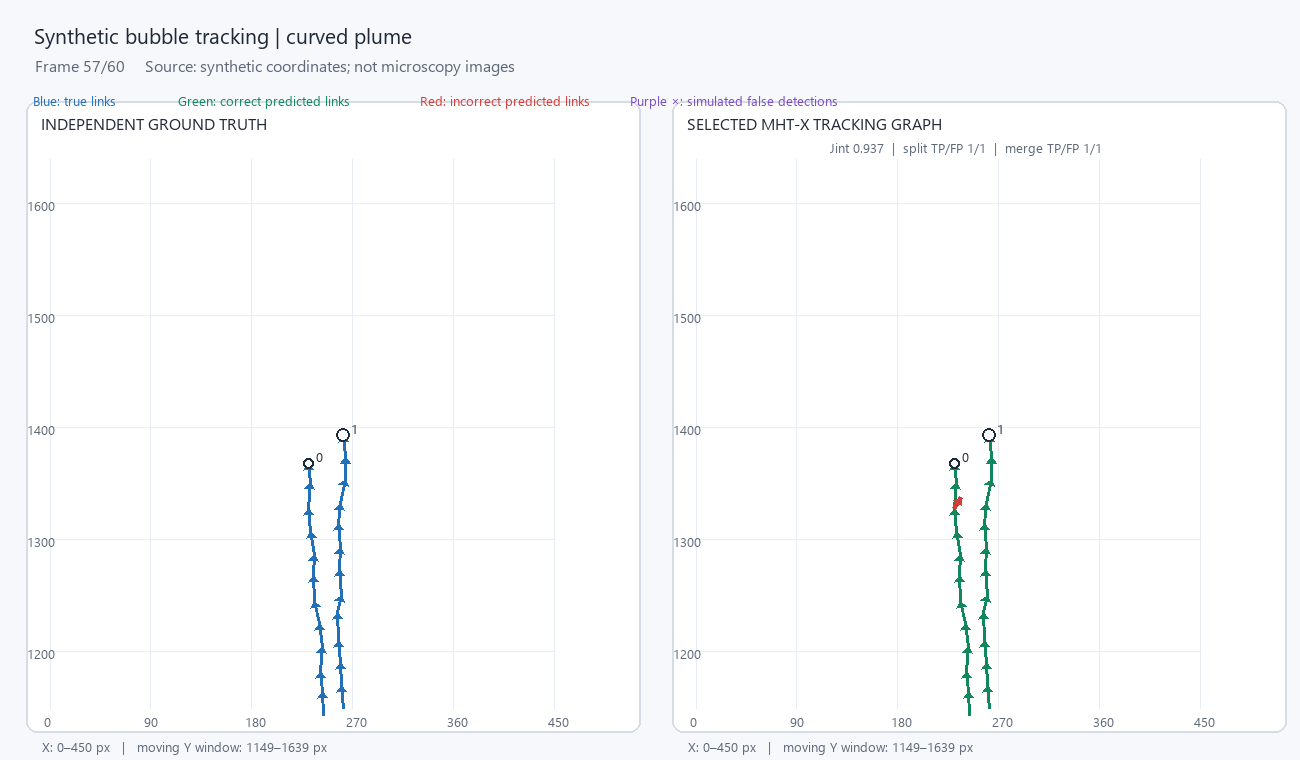 Synthetic bubble tracking | curved plume
Frame 57/60 Source: synthetic coordinates; not microscopy images
Blue: true links Green: correct predicted links Red: incorrect predicted links Purple ×: simulated false detections
INDEPENDENT GROUND TRUTH
1600
1500
1400
1300
1200
1
0
0 90 180 270 360 450
X: 0–450 px | moving Y window: 1149–1639 px
SELECTED MHT-X TRACKING GRAPH
Jint 0.937 | split TP/FP 1/1 | merge TP/FP 1/1
1600
1500
1400
1300
1200
1
0
0 90 180 270 360 450
X: 0–450 px | moving Y window: 1149–1639 px